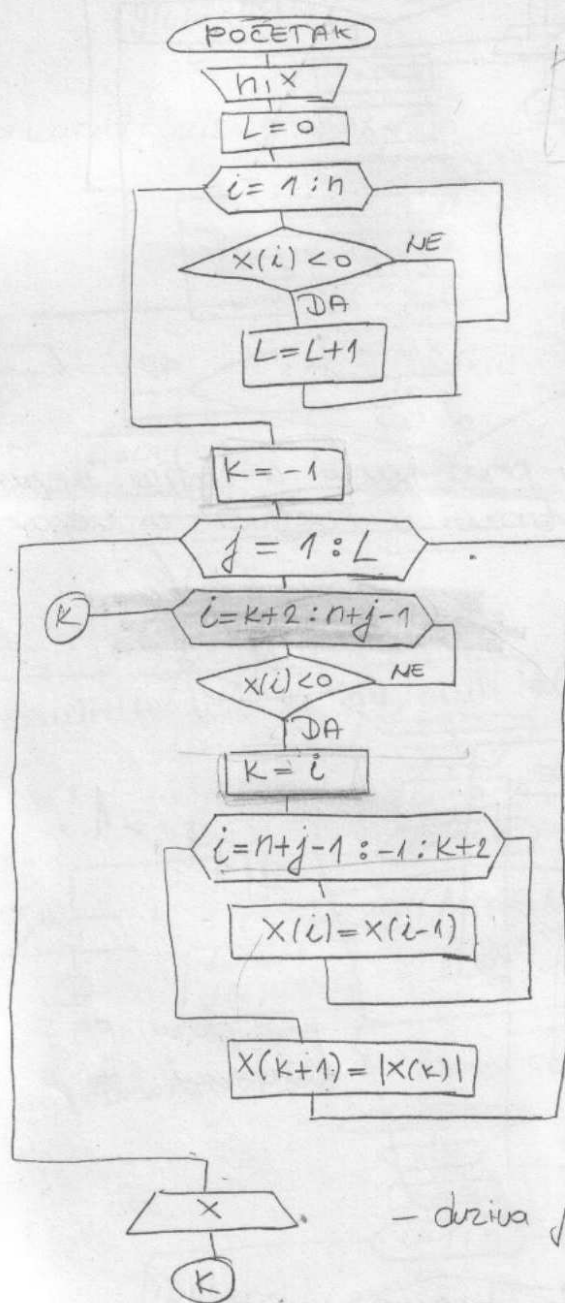 POČETAK
n, X
L=0
i = 1 : n
X(i) < 0
NE
DA
L=L+1
K = -1
j = 1 : L
K
i=k+2 : n+j-1
x(i)<0
NE
DA
K = i
i=n+j-1 : -1 : k+2
X(i)=X(i-1)
X(k+1)=|X(k)|
X
K